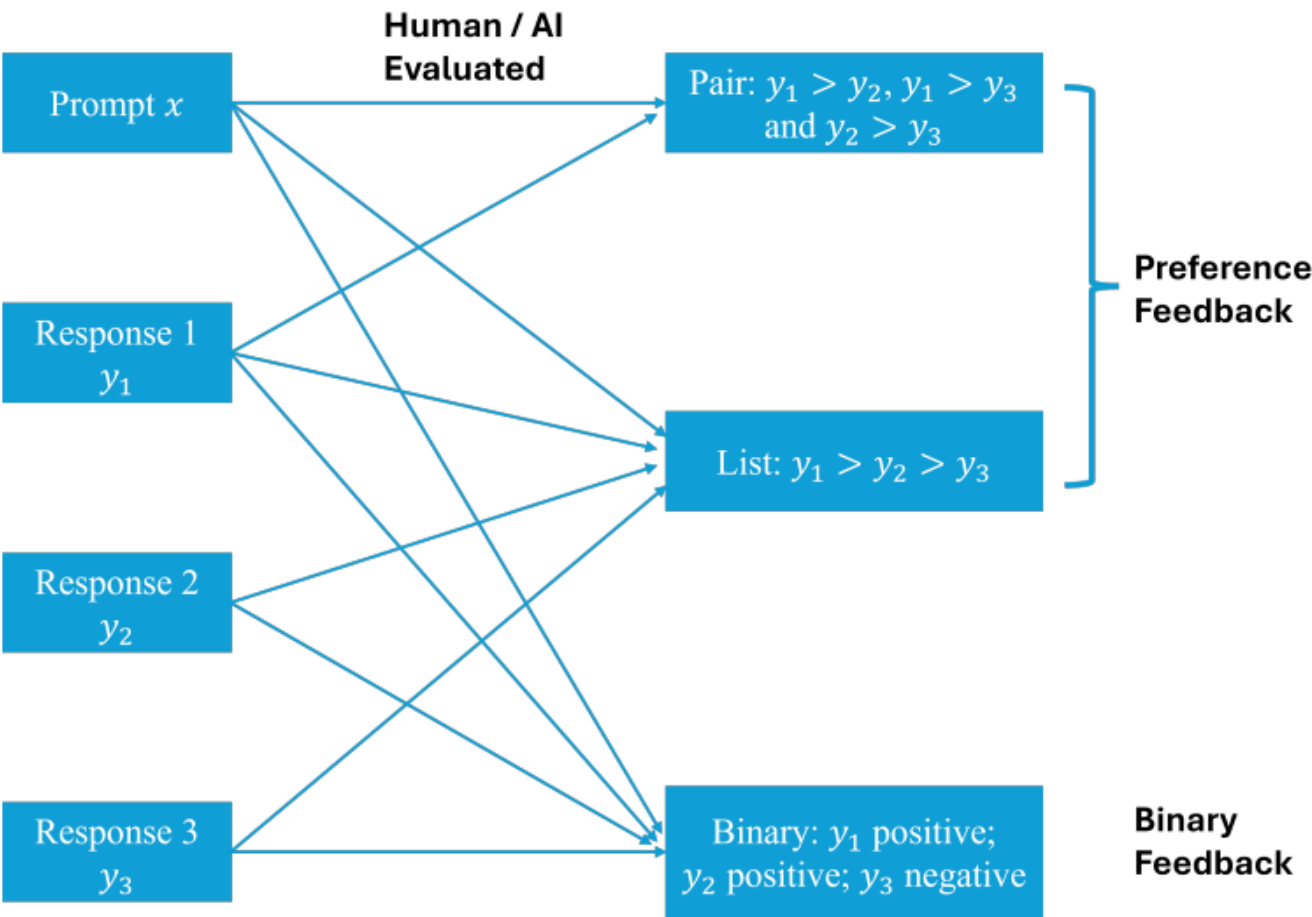 Human / AI
Evaluated
Prompt x
Pair: y₁ > y₂, y₁ > y₃
and y₂ > y₃
Response 1
y₁
Preference
Feedback
List: y₁ > y₂ > y₃
Response 2
y₂
Response 3
y₃
Binary: y₁ positive;
y₂ positive; y₃ negative
Binary
Feedback